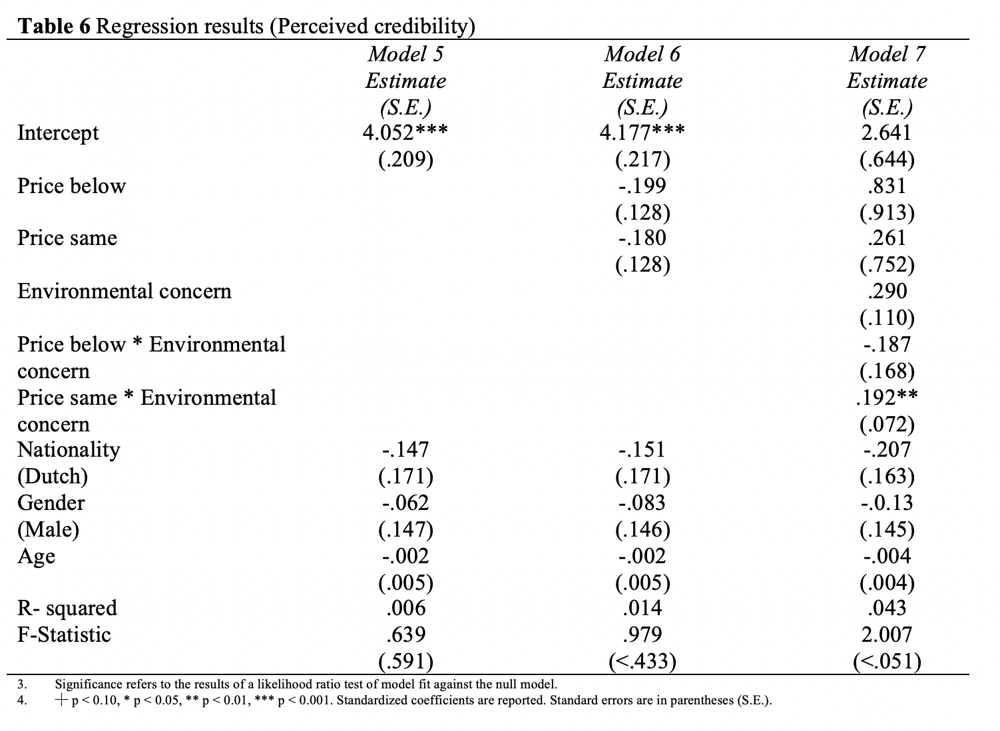 Table 6 Regression results (Perceived credibility)
Model 5 Model 6 Model 7
Estimate Estimate Estimate
(S.E.) (S.E.) (S.E.)
Intercept 4.052*** 4.177*** 2.641
(.209) (.217) (.644)
Price below -.199 .831
(.128) (.913)
Price same -.180 .261
(.128) (.752)
Environmental concern .290
(.110)
Price below * Environmental -.187
concern (.168)
Price same * Environmental .192**
concern (.072)
Nationality -.147 -.151 -.207
(Dutch) (.171) (.171) (.163)
Gender -.062 -.083 -.0.13
(Male) (.147) (.146) (.145)
Age -.002 -.002 -.004
(.005) (.005) (.004)
R- squared .006 .014 .043
F-Statistic .639 .979 2.007
(.591) (<.433) (<.051)
3. Significance refers to the results of a likelihood ratio test of model fit against the null model.
4. + p < 0.10, * p < 0.05, ** p < 0.01, *** p < 0.001. Standardized coefficients are reported. Standard errors are in parentheses (S.E.).